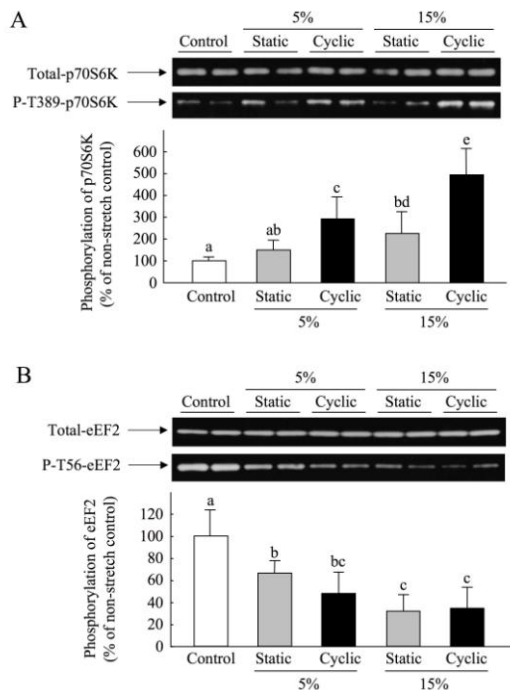 A
5%
15%
Control
Static
Cyclic
Static
Cyclic
Total-p70S6K
P-T389-p70S6K
Phosphorylation of p70S6K
(% of non-stretch control)
600
500
400
300
200
100
0
a
ab
c
bd
e
Control
Static
Cyclic
Static
Cyclic
5%
15%
B
5%
15%
Control
Static
Cyclic
Static
Cyclic
Total-eEF2
P-T56-eEF2
Phosphorylation of eEF2
(% of non-stretch control)
120
100
80
60
40
20
0
a
b
bc
c
c
Control
Static
Cyclic
Static
Cyclic
5%
15%